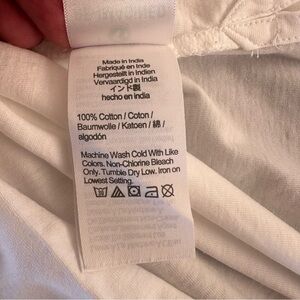 Made in India
Fabriqué en Inde
Hergestellt in Indien
Vervaardigd in India
インド製
hecho en india
100% Cotton / Coton /
Baumwolle / Katoen / 綿 /
algodón
Machine Wash Cold With Like
Colors. Non-Chlorine Bleach
Only. Tumble Dry Low. Iron on
Lowest Setting.